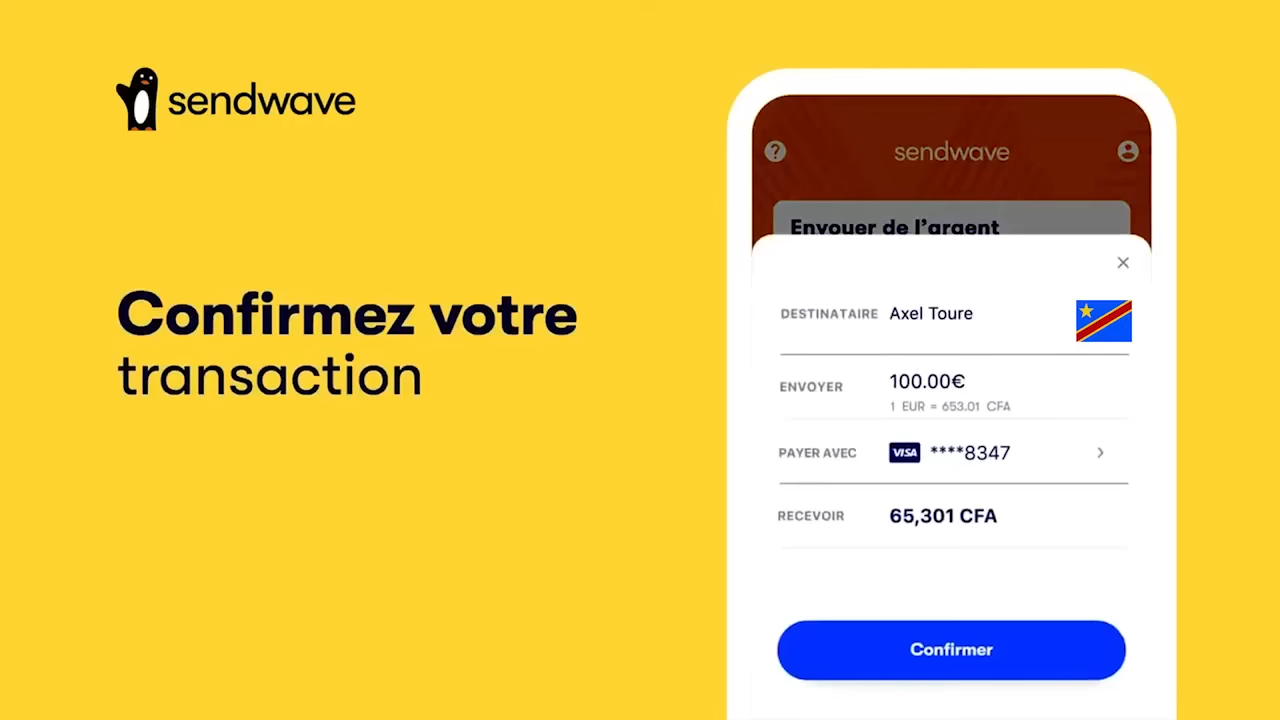 sendwave
Confirmez votre
transaction
?
sendwave
Envoyer de l'argent
DESTINATAIRE Axel Toure
ENVOYER 100.00€
1 EUR = 653.01 CFA
PAYER AVEC VISA ****8347
RECEVOIR 65,301 CFA
Confirmer